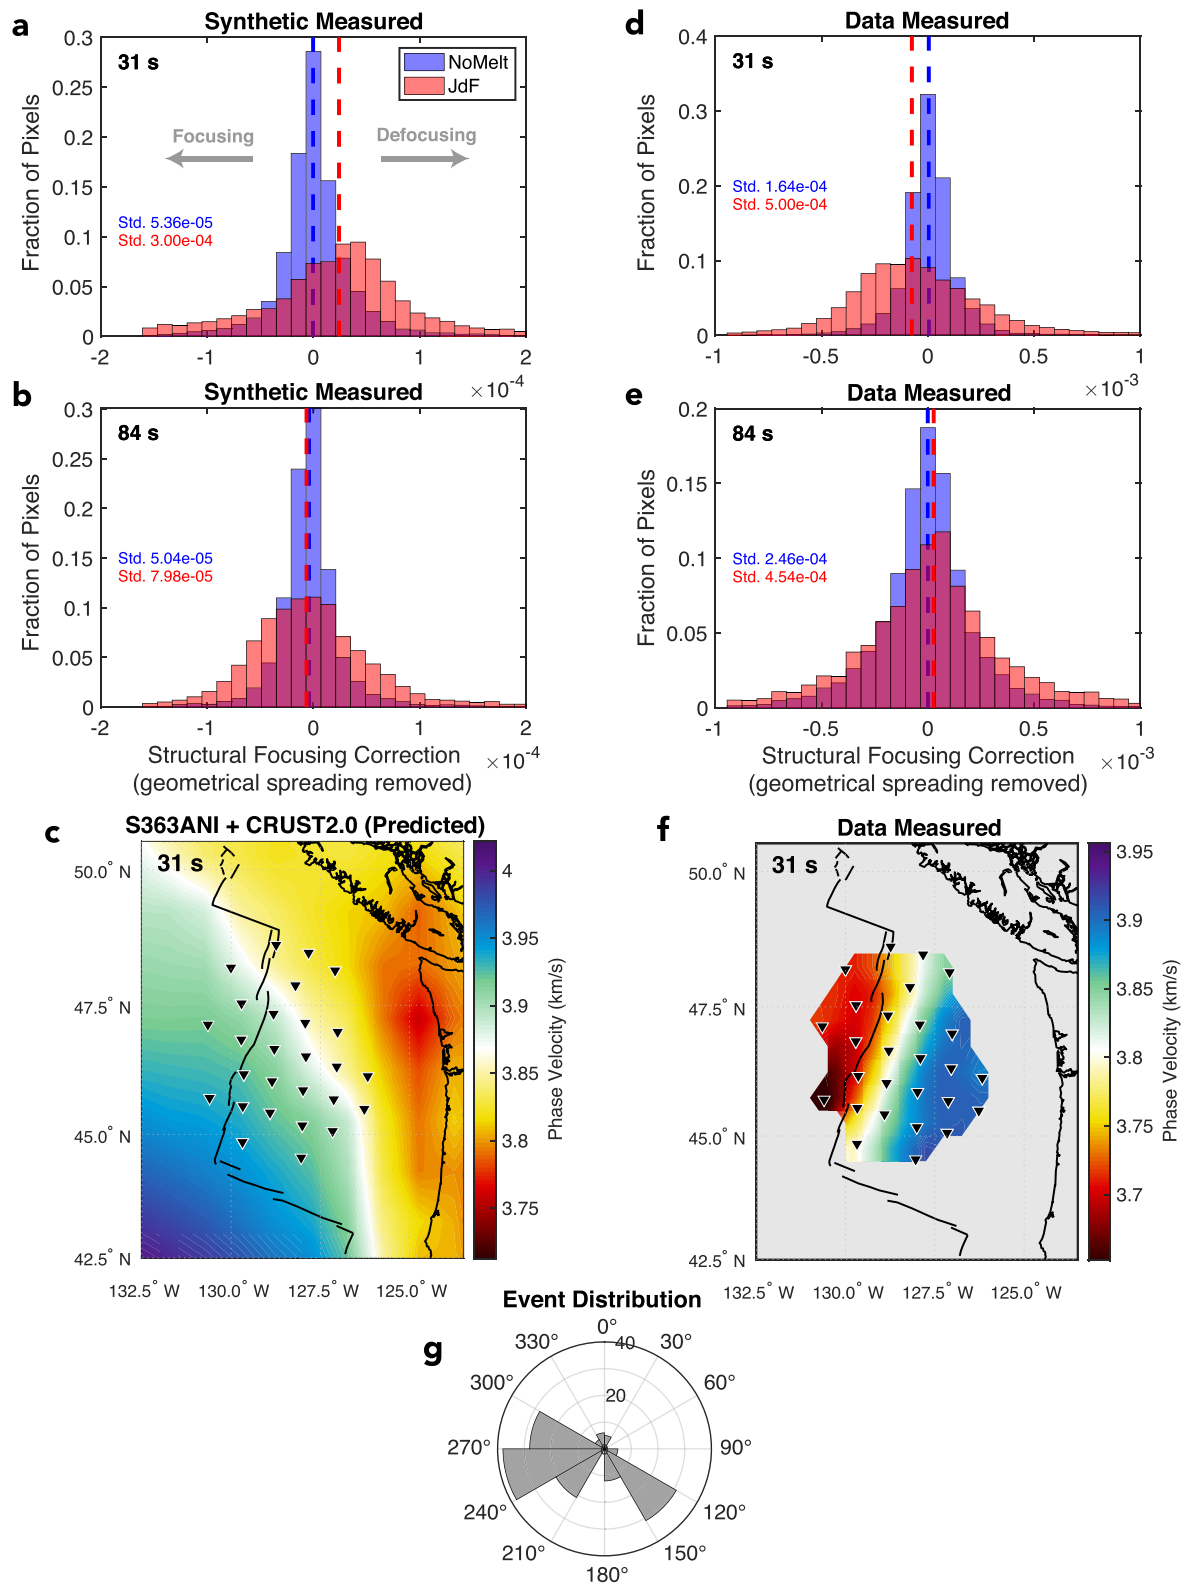 a
Synthetic Measured
0.3
0.25
0.2
0.15
0.1
0.05
0
Fraction of Pixels
31 s
NoMelt
JdF
Focusing
Defocusing
Std. 5.36e-05
Std. 3.00e-04
-2
-1
0
1
2
×10⁻⁴
d
Data Measured
0.4
0.3
0.2
0.1
0
Fraction of Pixels
31 s
Std. 1.64e-04
Std. 5.00e-04
-1
-0.5
0
0.5
1
×10⁻³
b
Synthetic Measured
0.3
0.25
0.2
0.15
0.1
0.05
0
Fraction of Pixels
84 s
Std. 5.04e-05
Std. 7.98e-05
-2
-1
0
1
2
Structural Focusing Correction
(geometrical spreading removed)
×10⁻⁴
e
Data Measured
0.2
0.15
0.1
0.05
0
Fraction of Pixels
84 s
Std. 2.46e-04
Std. 4.54e-04
-1
-0.5
0
0.5
1
Structural Focusing Correction
(geometrical spreading removed)
×10⁻³
c
S363ANI + CRUST2.0 (Predicted)
31 s
50.0° N
47.5° N
45.0° N
42.5° N
132.5° W
130.0° W
127.5° W
125.0° W
4
3.95
3.9
3.85
3.8
3.75
Phase Velocity (km/s)
f
Data Measured
31 s
50.0° N
47.5° N
45.0° N
42.5° N
132.5° W
130.0° W
127.5° W
125.0° W
3.95
3.9
3.85
3.8
3.75
3.7
Phase Velocity (km/s)
g
Event Distribution
0°
30°
60°
90°
120°
150°
180°
210°
240°
270°
300°
330°
40
20